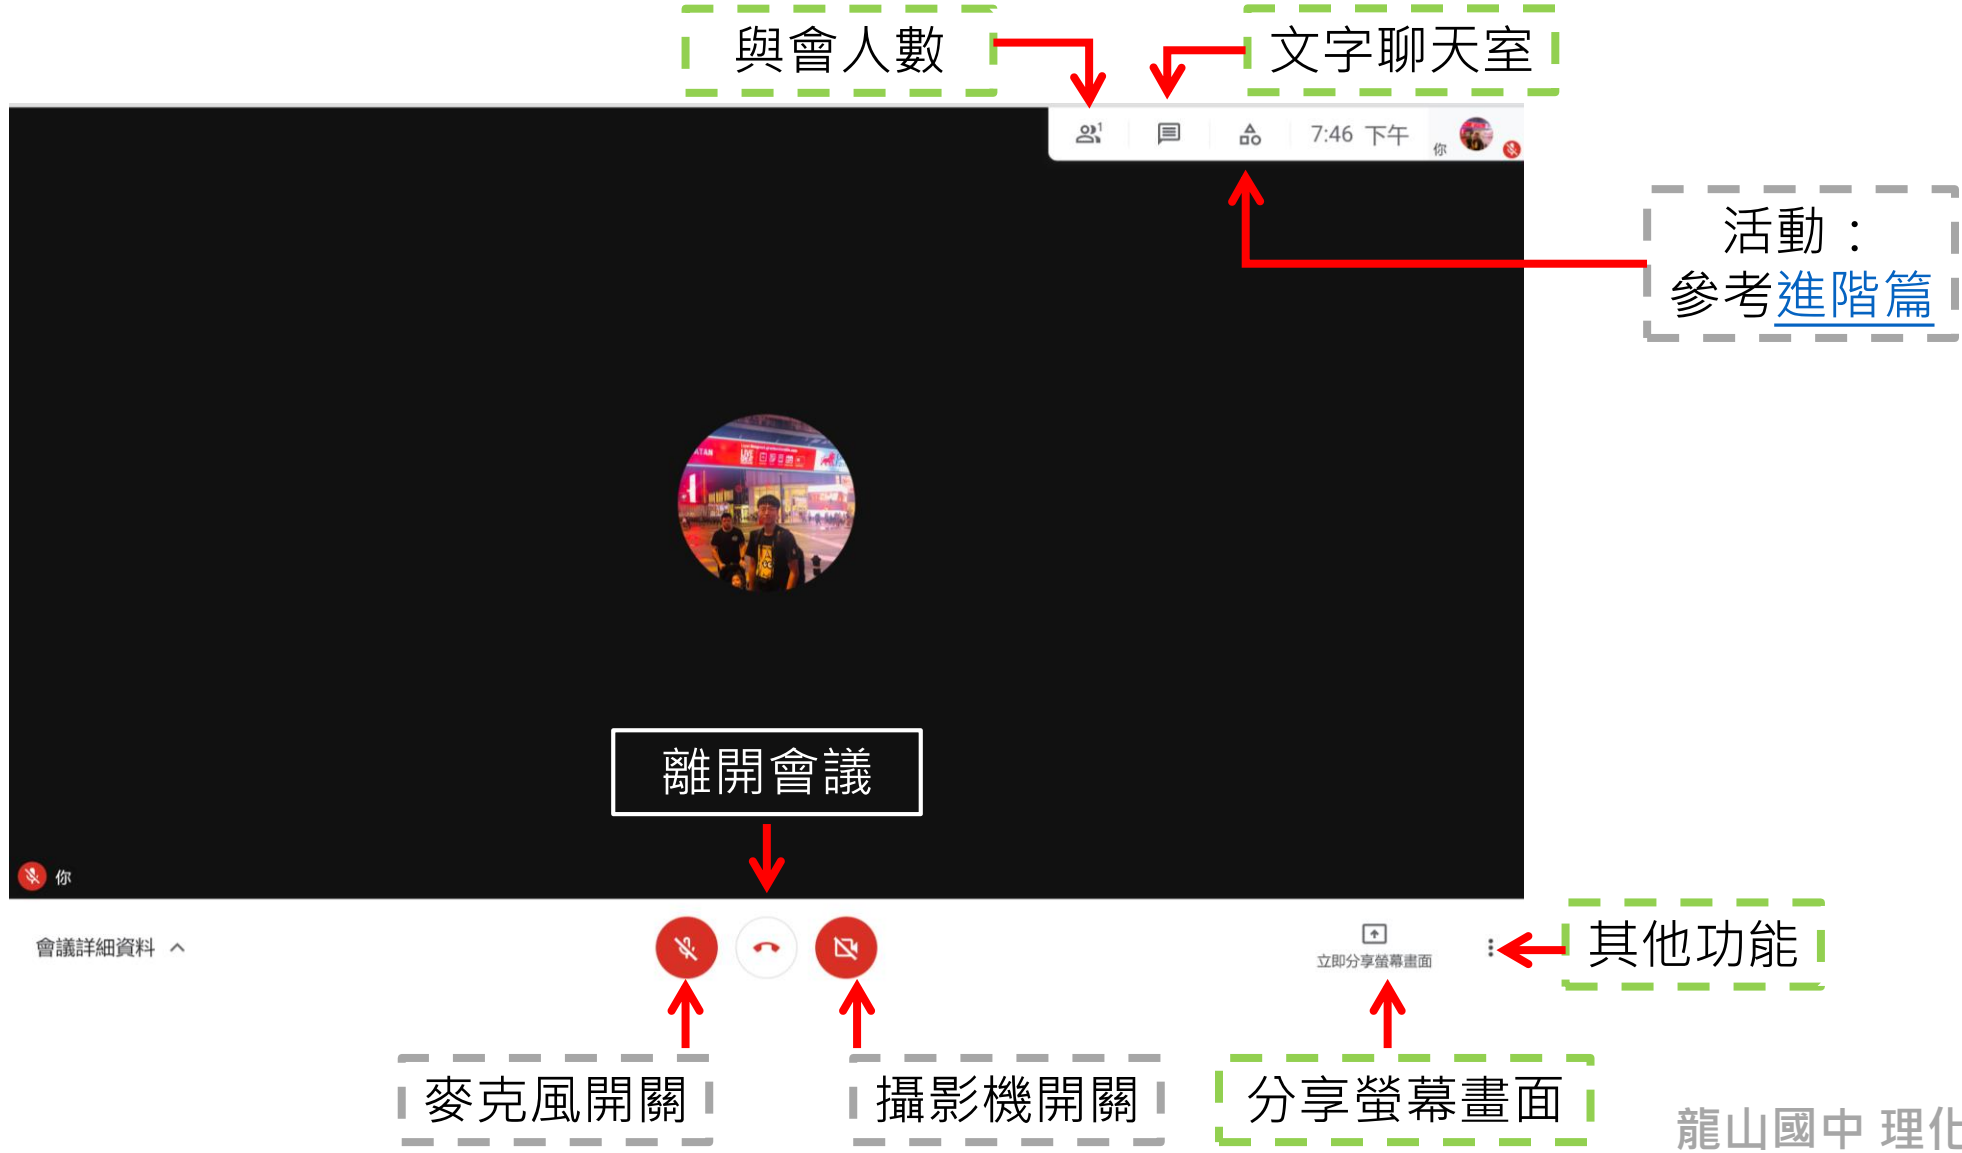 與會人數
文字聊天室
1
7:46 下午
你
活動：
參考進階篇
離開會議
你
會議詳細資料
立即分享螢幕畫面
其他功能
麥克風開關
攝影機開關
分享螢幕畫面
龍山國中 理化